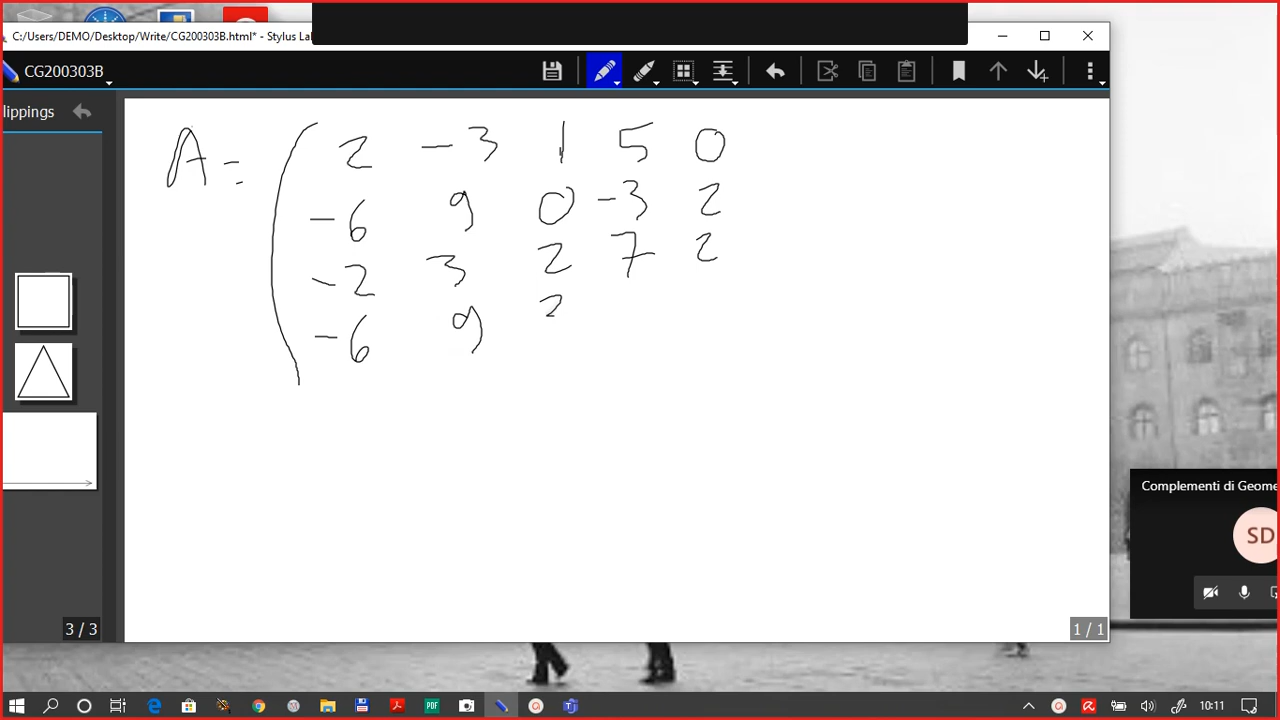 C:/Users/DEMO/Desktop/Write/CG200303B.html* - Stylus La
CG200303B
lippings
A = ( 2 -3 1 5 0
-6 9 0 -3 2
-2 3 2 7 2
-6 9 2
Complementi di Geome
SD
3 / 3
1 / 1
PDF
10:11